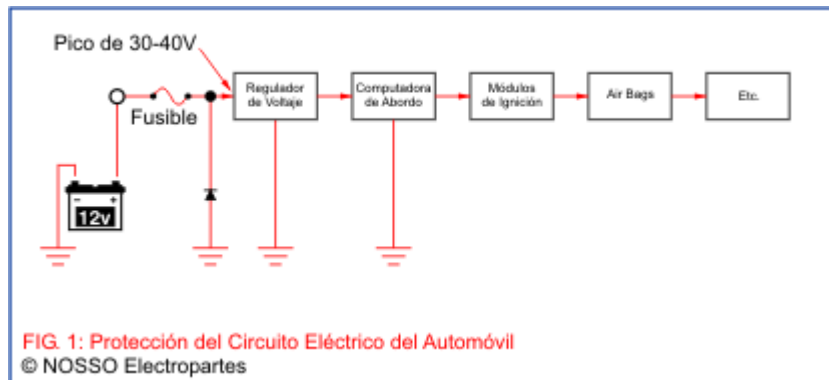 Pico de 30-40V
Fusible
Regulador
de Voltaje
Computadora
de Abordo
Módulos
de Ignición
Air Bags
Etc.
- +
12v
FIG. 1: Protección del Circuito Eléctrico del Automóvil
© NOSSO Electropartes